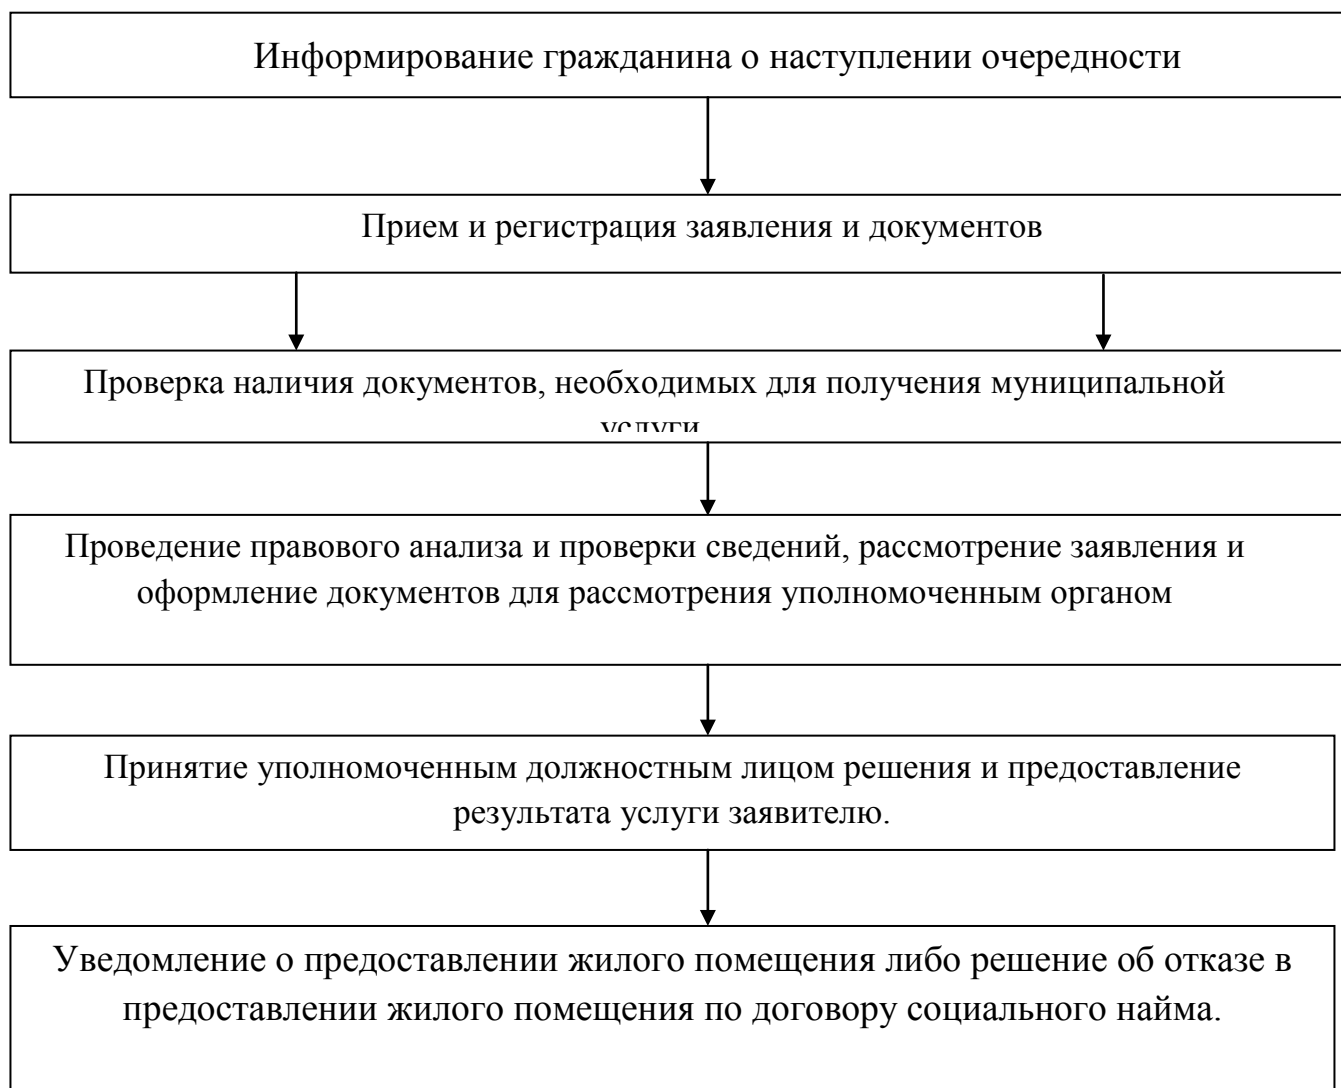 Информирование гражданина о наступлении очередности
Прием и регистрация заявления и документов
Проверка наличия документов, необходимых для получения муниципальной
услуги
Проведение правового анализа и проверки сведений, рассмотрение заявления и
оформление документов для рассмотрения уполномоченным органом
Принятие уполномоченным должностным лицом решения и предоставление
результата услуги заявителю.
Уведомление о предоставлении жилого помещения либо решение об отказе в
предоставлении жилого помещения по договору социального найма.